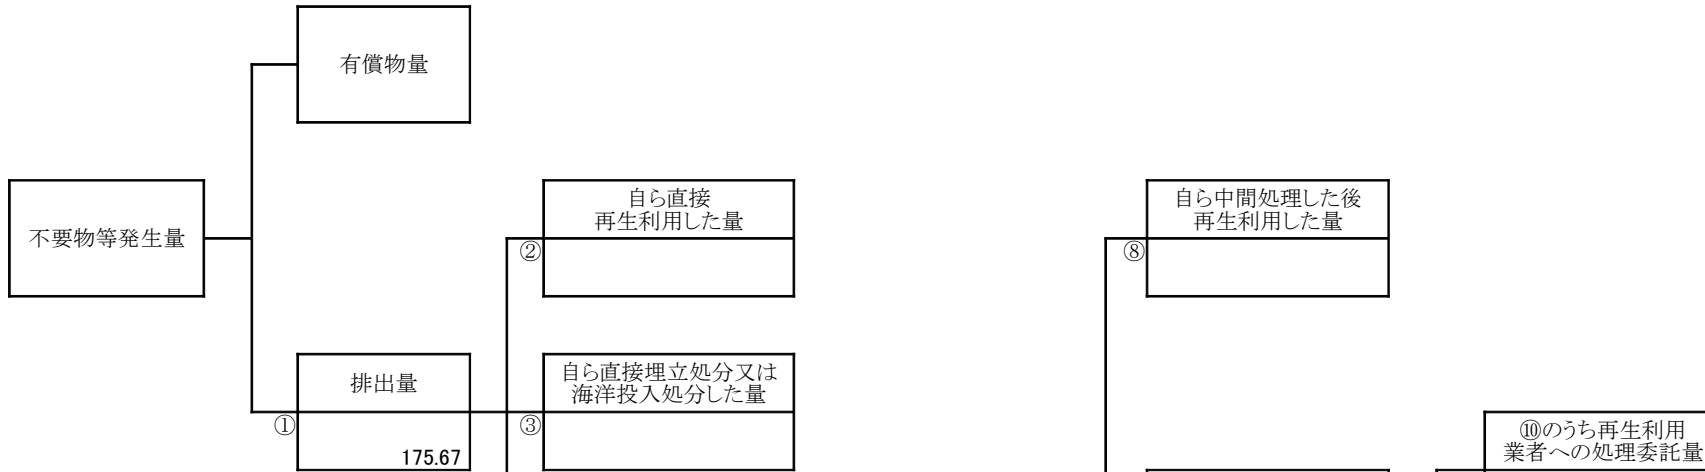 有償物量
不要物等発生量
自ら直接
再生利用した量
②
自ら中間処理した後
再生利用した量
⑧
排出量
①
175.67
自ら直接埋立処分又は
海洋投入処分した量
③
⑩のうち再生利用
業者への処理委託量